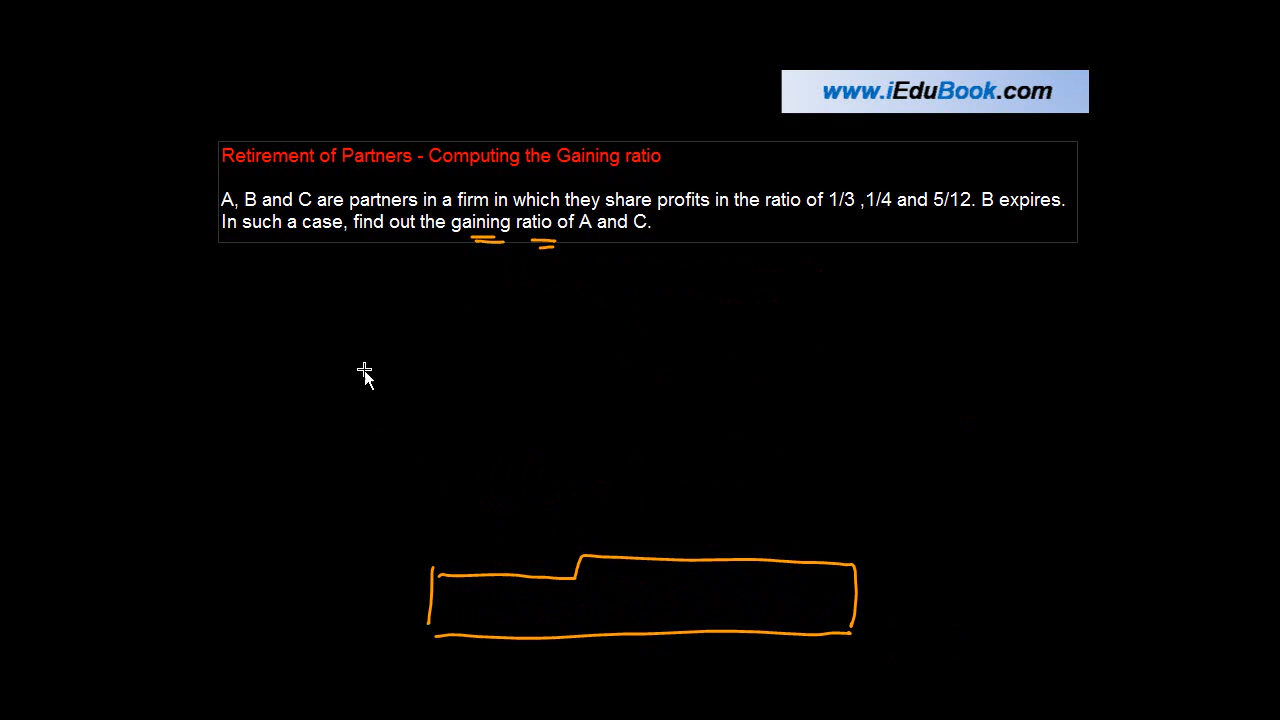 www.iEduBook.com
Retirement of Partners - Computing the Gaining ratio
A, B and C are partners in a firm in which they share profits in the ratio of 1/3 ,1/4 and 5/12. B expires.
In such a case, find out the gaining ratio of A and C.